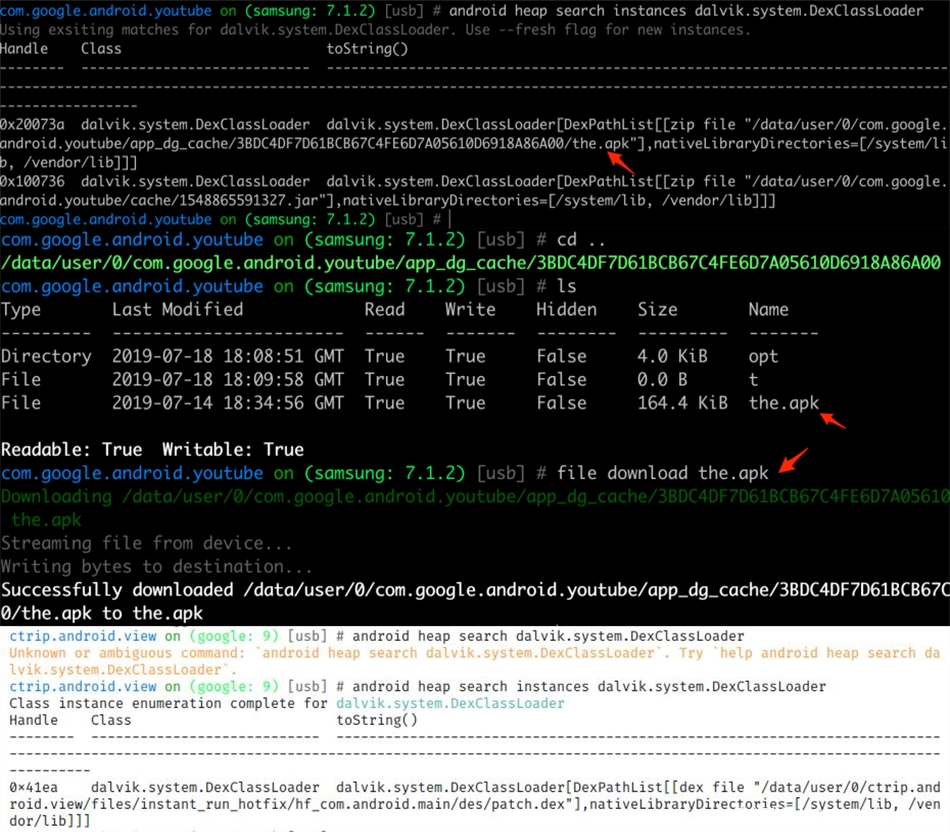 com.google.android.youtube on (samsung: 7.1.2) [usb] # android heap search instances dalvik.system.DexClassLoader
Using exsiting matches for dalvik.system.DexClassLoader. Use --fresh flag for new instances.
Handle    Class                         toString()
--------  ----------------------------  ------------------------------------------------------------------------
----------------------------------------------------------------------------------------------------------------
----------------
0x20073a  dalvik.system.DexClassLoader  dalvik.system.DexClassLoader[DexPathList[[zip file "/data/user/0/com.google.
android.youtube/app_dg_cache/3BDC4DF7D61BCB67C4FE6D7A05610D6918A86A00/the.apk"],nativeLibraryDirectories=[/system/li
b, /vendor/lib]]]
0x100736  dalvik.system.DexClassLoader  dalvik.system.DexClassLoader[DexPathList[[zip file "/data/user/0/com.google.
android.youtube/cache/1548865591327.jar"],nativeLibraryDirectories=[/system/lib, /vendor/lib]]]
com.google.android.youtube on (samsung: 7.1.2) [usb] #
com.google.android.youtube on (samsung: 7.1.2) [usb] # cd ..
/data/user/0/com.google.android.youtube/app_dg_cache/3BDC4DF7D61BCB67C4FE6D7A05610D6918A86A00
com.google.android.youtube on (samsung: 7.1.2) [usb] # ls
Type       Last Modified            Read    Write    Hidden    Size       Name
---------  -----------------------  ------  -------  --------  ---------  -------
Directory  2019-07-18 18:08:51 GMT  True    True     False     4.0 KiB    opt
File       2019-07-18 18:09:58 GMT  True    True     False     0.0 B      t
File       2019-07-14 18:34:56 GMT  True    True     False     164.4 KiB  the.apk
Readable: True  Writable: True
com.google.android.youtube on (samsung: 7.1.2) [usb] # file download the.apk
Downloading /data/user/0/com.google.android.youtube/app_dg_cache/3BDC4DF7D61BCB67C4FE6D7A05610
the.apk
Streaming file from device...
Writing bytes to destination...
Successfully downloaded /data/user/0/com.google.android.youtube/app_dg_cache/3BDC4DF7D61BCB67C
0/the.apk to the.apk
ctrip.android.view on (google: 9) [usb] # android heap search dalvik.system.DexClassLoader
Unknown or ambiguous command: `android heap search dalvik.system.DexClassLoader`. Try `help android heap search da
lvik.system.DexClassLoader`.
ctrip.android.view on (google: 9) [usb] # android heap search instances dalvik.system.DexClassLoader
Class instance enumeration complete for dalvik.system.DexClassLoader
Handle    Class                         toString()
--------  ----------------------------  ------------------------------------------------------------------------
----------------------------------------------------------------------------------------------------------------
----------
0x41ea    dalvik.system.DexClassLoader  dalvik.system.DexClassLoader[DexPathList[[dex file "/data/user/0/ctrip.and
roid.view/files/instant_run_hotfix/hf_com.android.main/des/patch.dex"],nativeLibraryDirectories=[/system/lib, /ven
dor/lib]]]